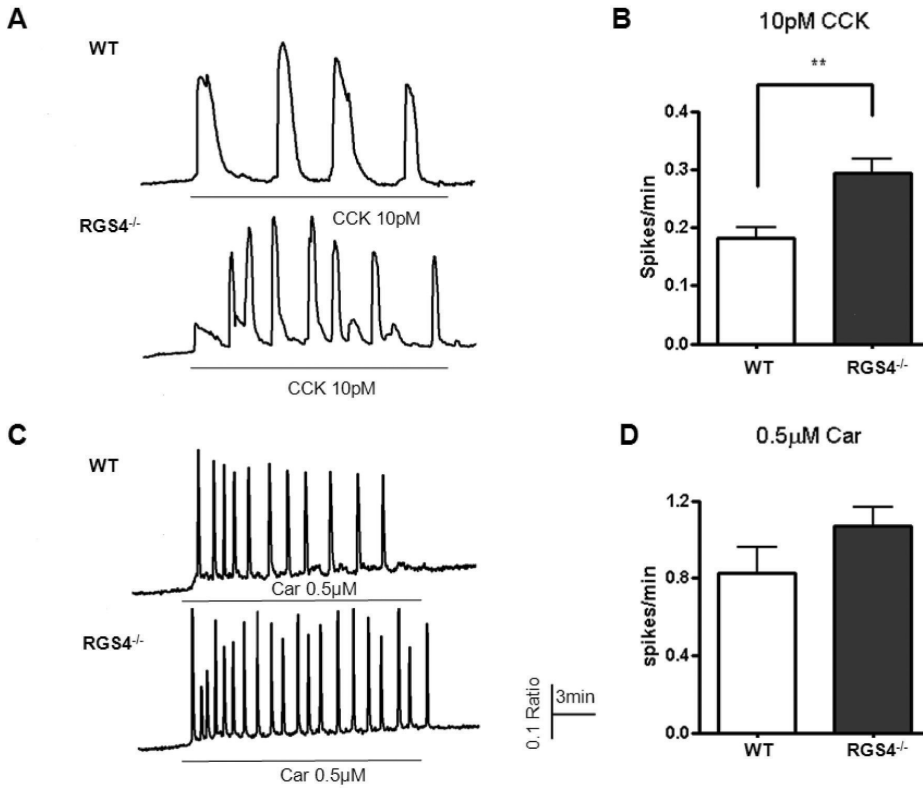 A
WT
CCK 10pM
RGS4-/-
CCK 10pM
B
10pM CCK
**
Spikes/min
0.4
0.3
0.2
0.1
0.0
WT
RGS4-/-
C
WT
Car 0.5µM
RGS4-/-
Car 0.5µM
0.1 Ratio
3min
D
0.5µM Car
spikes/min
1.2
0.8
0.4
0.0
WT
RGS4-/-